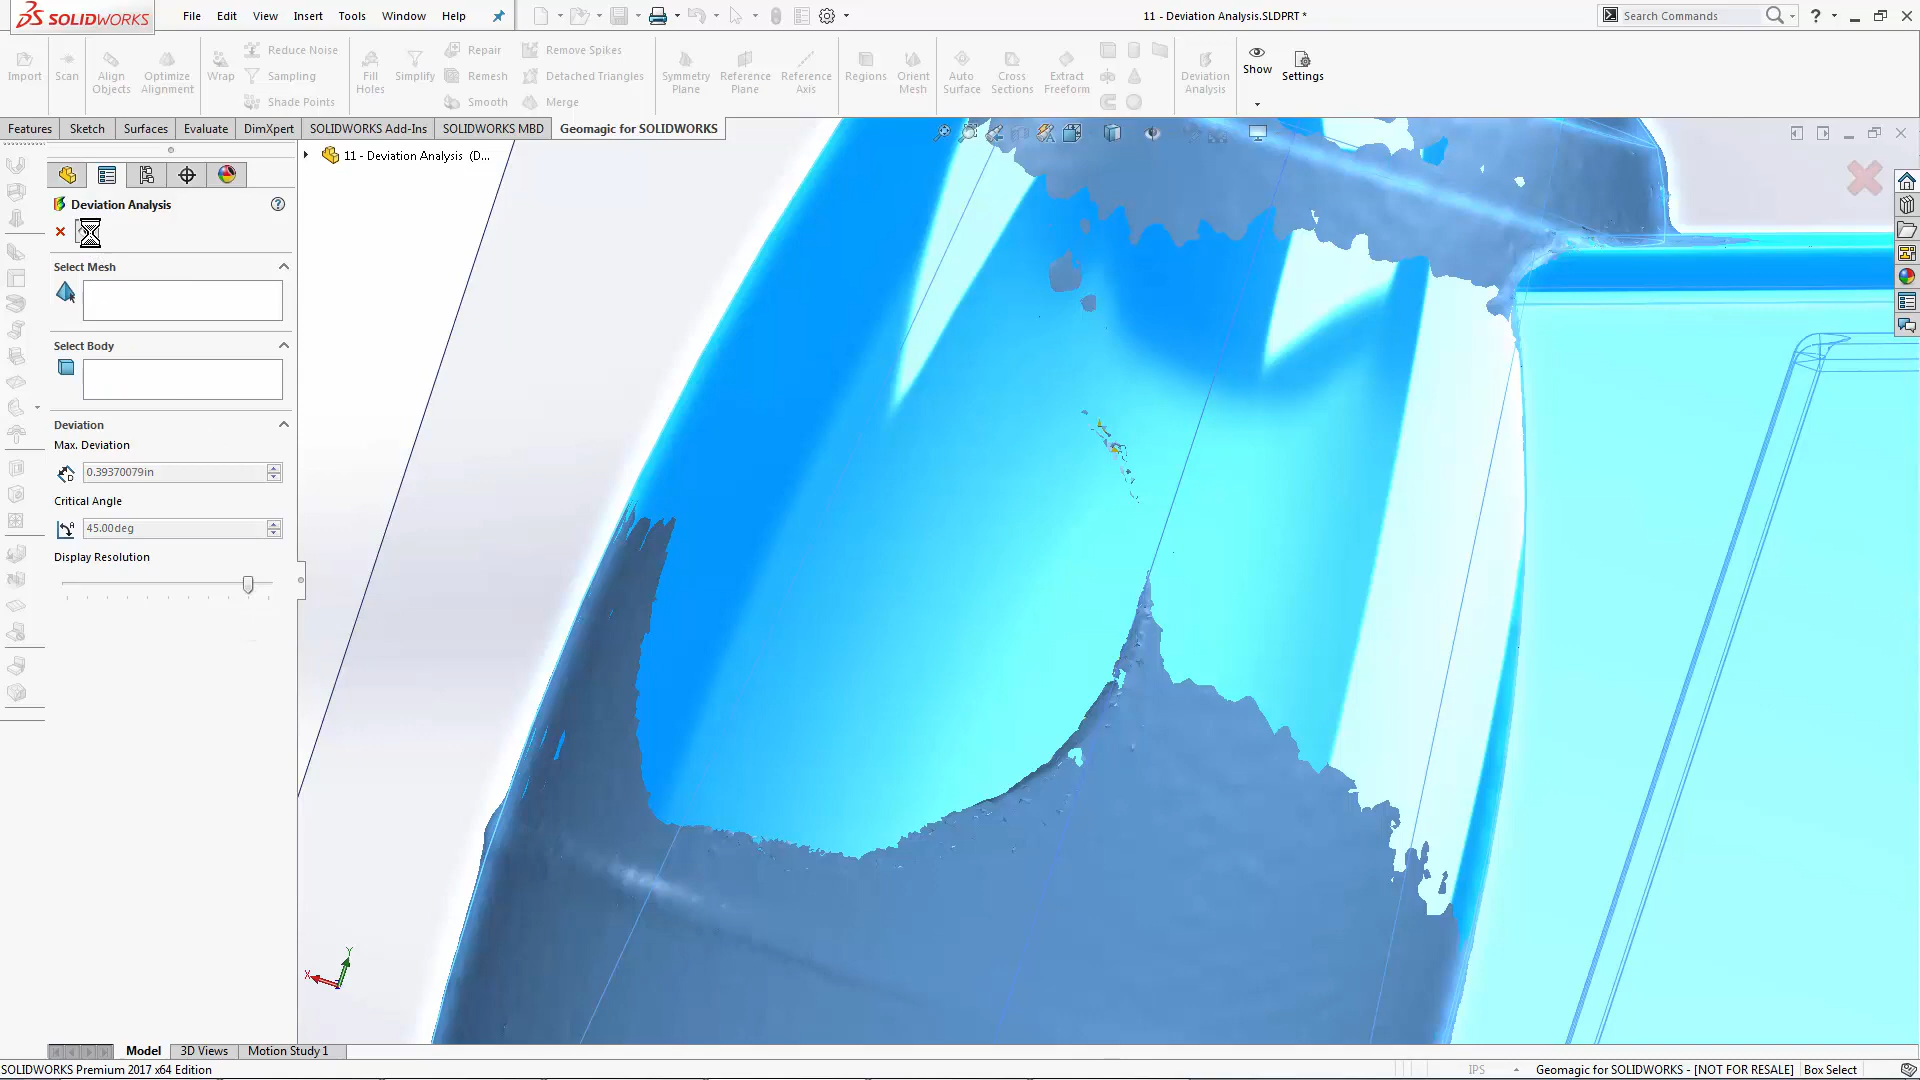 SOLIDWORKS
File Edit View Insert Tools Window Help
11 - Deviation Analysis.SLDPRT *
Search Commands
Import
Scan
Align Objects
Optimize Alignment
Wrap
Reduce Noise
Sampling
Shade Points
Fill Holes
Simplify
Repair
Remesh
Smooth
Remove Spikes
Detached Triangles
Merge
Symmetry Plane
Reference Plane
Reference Axis
Regions
Orient Mesh
Auto Surface
Cross Sections
Extract Freeform
Deviation Analysis
Show
Settings
Features Sketch Surfaces Evaluate DimXpert SOLIDWORKS Add-Ins SOLIDWORKS MBD Geomagic for SOLIDWORKS
11 - Deviation Analysis (D...
Deviation Analysis
Select Mesh
Select Body
Deviation
Max. Deviation
0.39370079in
Critical Angle
45.00deg
Display Resolution
Y
X
Model 3D Views Motion Study 1
SOLIDWORKS Premium 2017 x64 Edition
IPS
Geomagic for SOLIDWORKS - [NOT FOR RESALE] Box Select